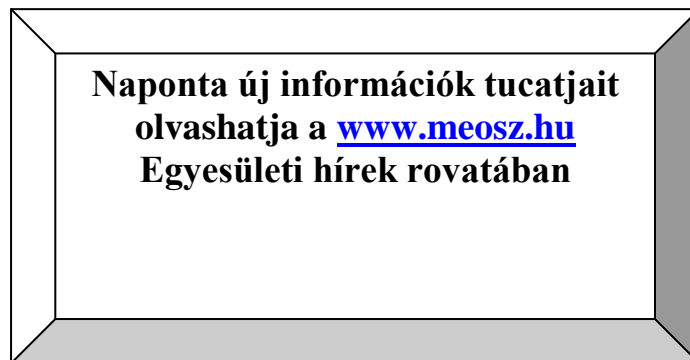 Naponta új információk tucatjait
olvashatja a www.meosz.hu
Egyesületi hírek rovatában